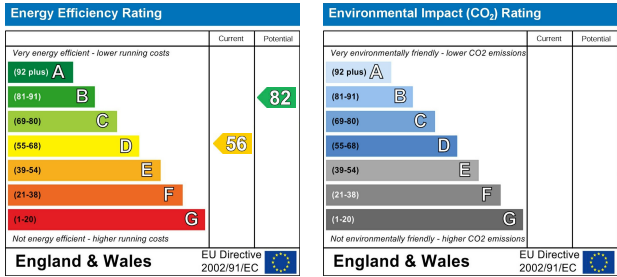 Energy Efficiency Rating
Current Potential
Very energy efficient - lower running costs
(92 plus) A
(81-91) B
82
(69-80) C
(55-68) D
56
(39-54) E
(21-38) F
(1-20) G
Not energy efficient - higher running costs
England & Wales
EU Directive
2002/91/EC
Environmental Impact (CO₂) Rating
Current Potential
Very environmentally friendly - lower CO2 emissions
(92 plus) A
(81-91) B
(69-80) C
(55-68) D
(39-54) E
(21-38) F
(1-20) G
Not environmentally friendly - higher CO2 emissions
England & Wales
EU Directive
2002/91/EC